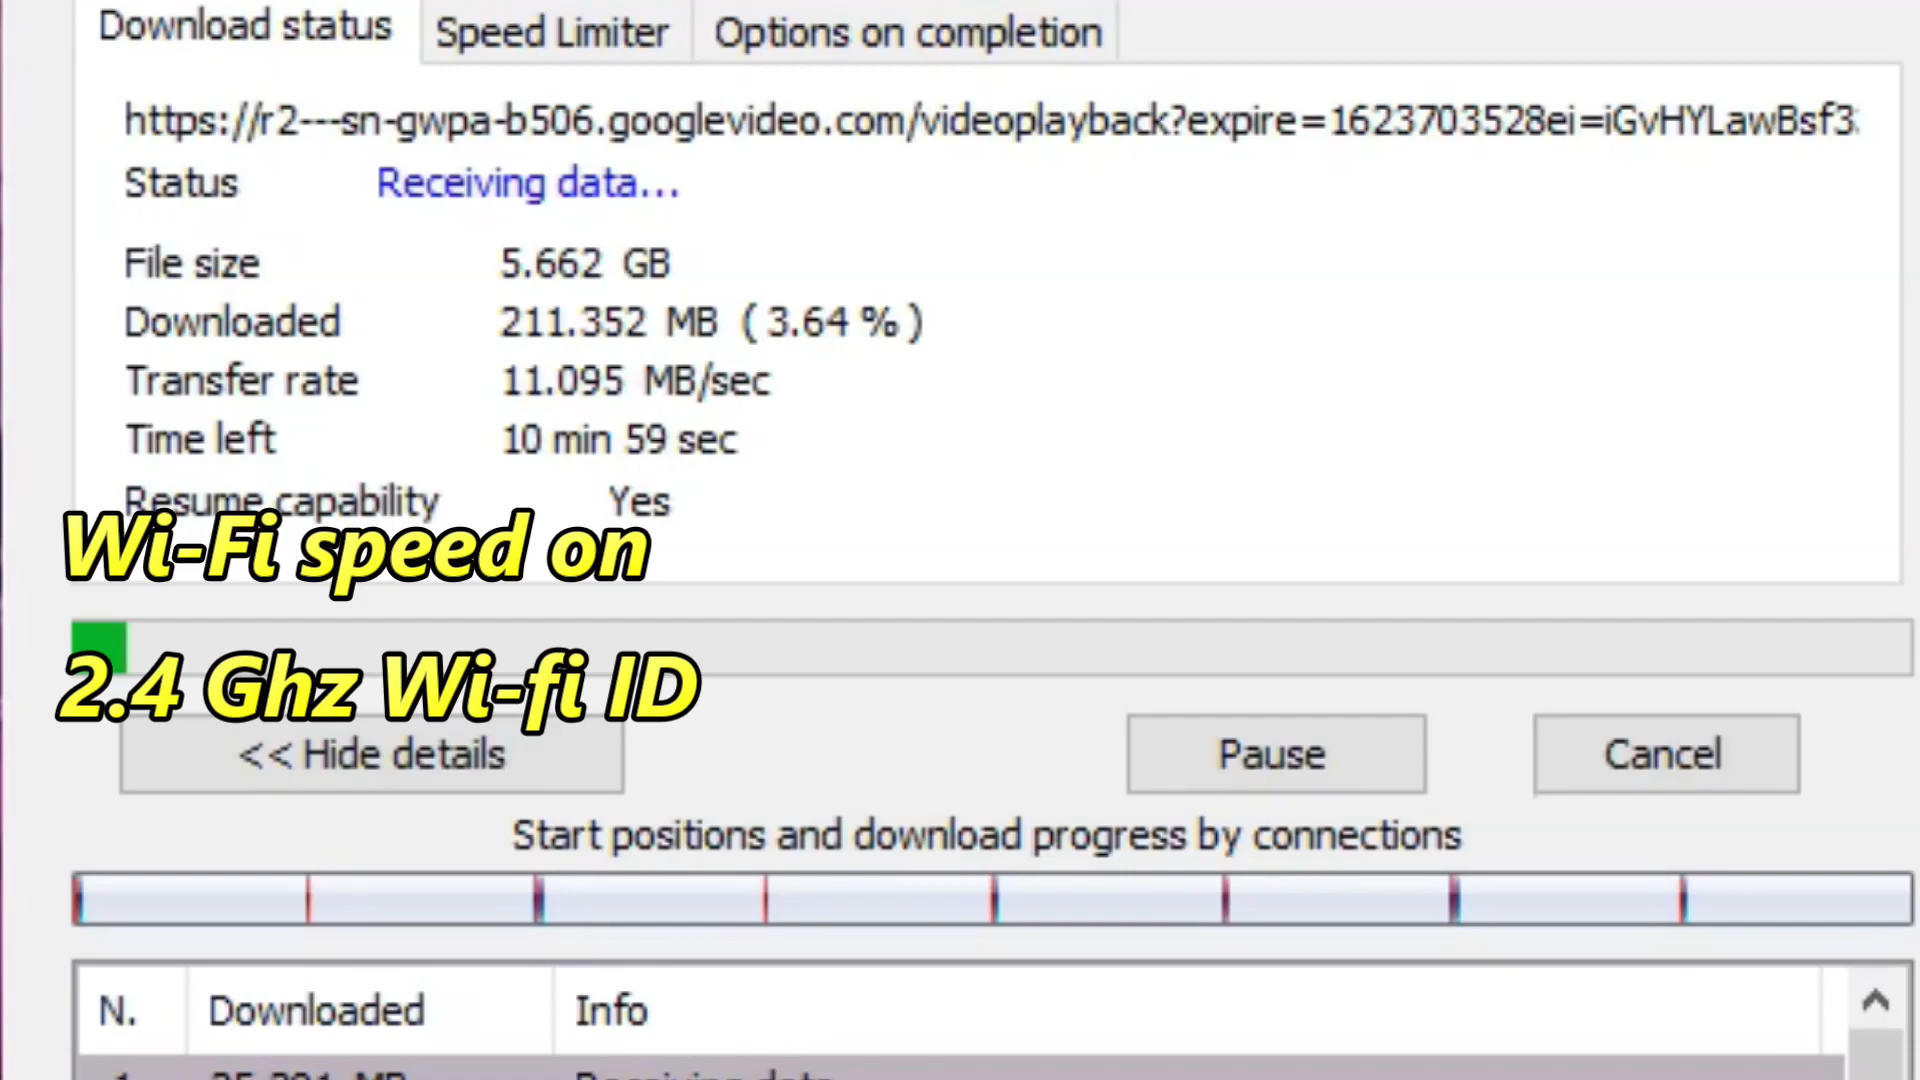 Download status Speed Limiter Options on completion
https://r2---sn-gwpa-b506.googlevideo.com/videoplayback?expire=1623703528ei=iGvHYLawBsf3
Status Receiving data...
File size 5.662 GB
Downloaded 211.352 MB ( 3.64 % )
Transfer rate 11.095 MB/sec
Time left 10 min 59 sec
Resume capability Yes
Wi-Fi speed on
2.4 Ghz Wi-fi ID
<< Hide details Pause Cancel
Start positions and download progress by connections
N. Downloaded Info